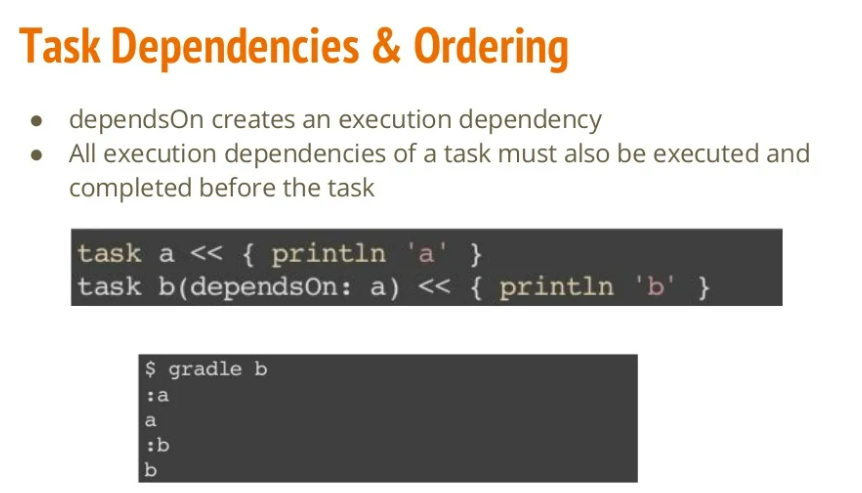 Task Dependencies & Ordering
● dependsOn creates an execution dependency
● All execution dependencies of a task must also be executed and
completed before the task
task a << { println 'a' }
task b(dependsOn: a) << { println 'b' }
$ gradle b
:a
a
:b
b